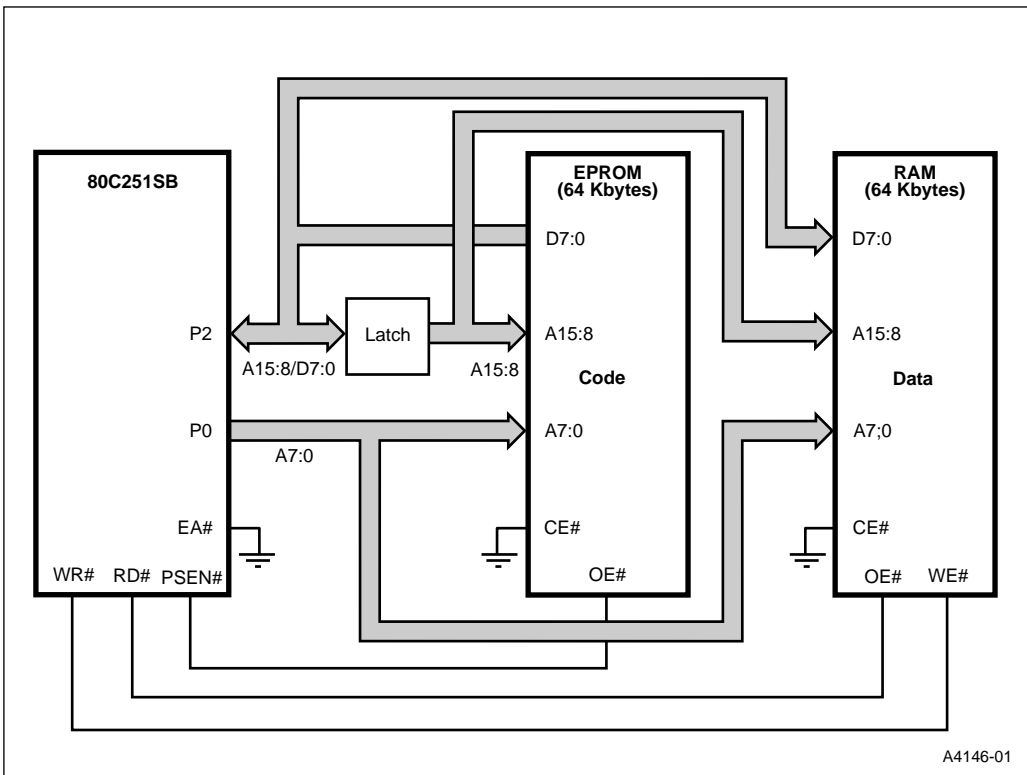 80C251SB
P2
A15:8/D7:0
P0
A7:0
EA#
WR#
RD#
PSEN#
Latch
A15:8
EPROM
(64 Kbytes)
D7:0
A15:8
Code
A7:0
CE#
OE#
RAM
(64 Kbytes)
D7:0
A15:8
Data
A7;0
CE#
OE#
WE#
A4146-01